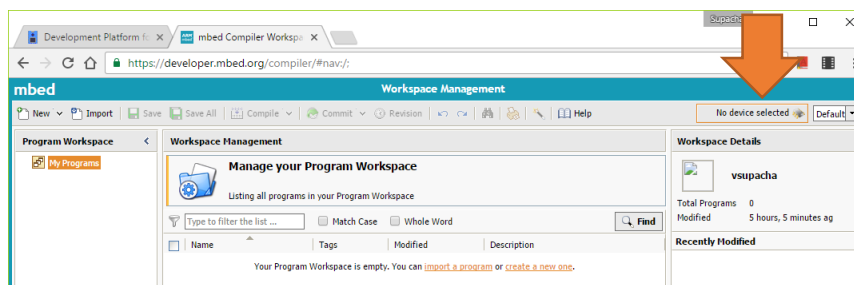 Supacha
Development Platform fo
mbed Compiler Workspa
https://developer.mbed.org/compiler/#nav:/;
mbed Workspace Management
New Import Save Save All Compile Commit Revision Help No device selected Default
Program Workspace < Workspace Management Workspace Details
My Programs
Manage your Program Workspace
Listing all programs in your Program Workspace
vsupacha
Total Programs 0
Type to filter the list ... Match Case Whole Word Find
Modified 5 hours, 5 minutes ag
Name Tags Modified Description
Recently Modified
Your Program Workspace is empty. You can import a program or create a new one.